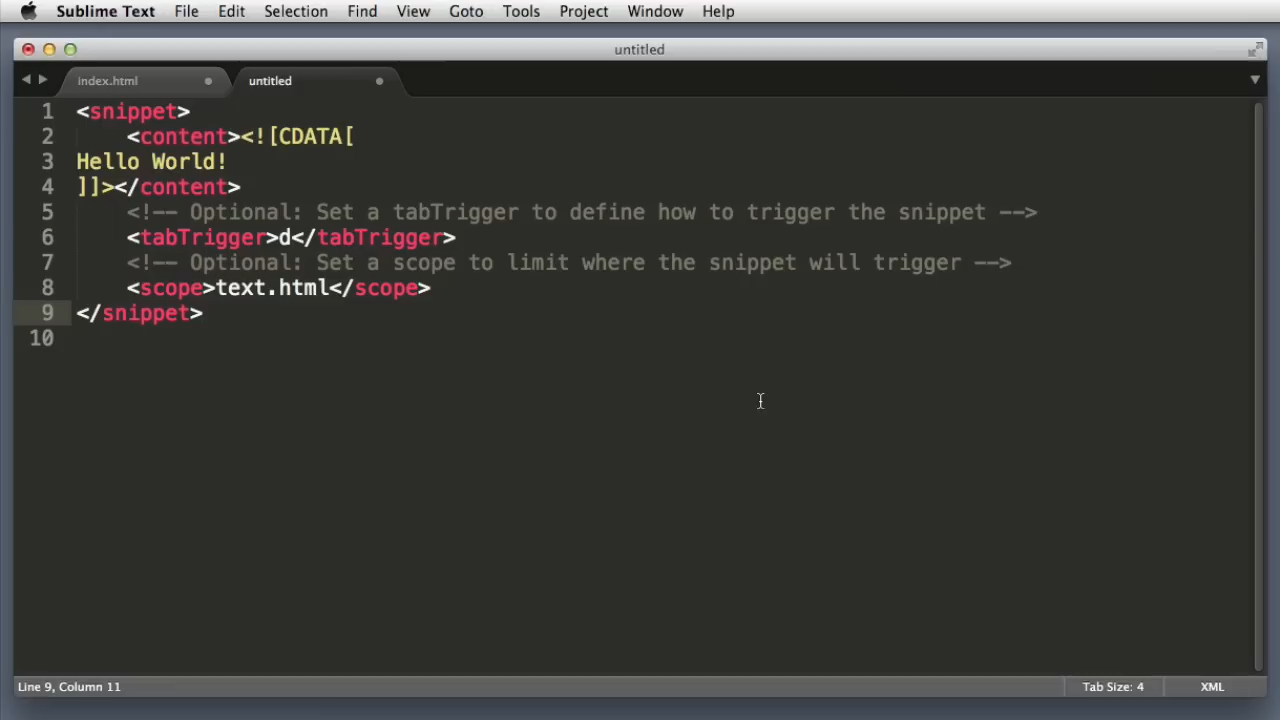 Sublime Text File Edit Selection Find View Goto Tools Project Window Help
untitled
index.html untitled
1 <snippet>
2 <content><![CDATA[
3 Hello World!
4 ]]></content>
5 <!-- Optional: Set a tabTrigger to define how to trigger the snippet -->
6 <tabTrigger>d</tabTrigger>
7 <!-- Optional: Set a scope to limit where the snippet will trigger -->
8 <scope>text.html</scope>
9 </snippet>
10
Line 9, Column 11 Tab Size: 4 XML